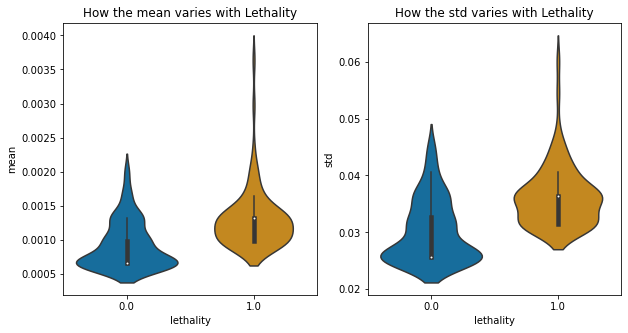 How the mean varies with Lethality
How the std varies with Lethality
0.0040
0.0035
0.0030
0.0025
0.0020
0.0015
0.0010
0.0005
mean
0.0
1.0
lethality
0.06
0.05
0.04
0.03
0.02
std
0.0
1.0
lethality